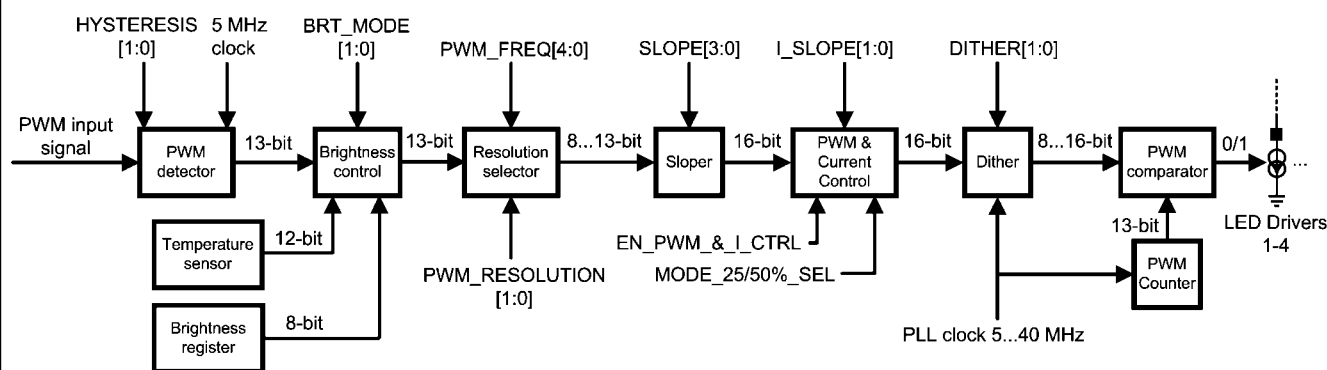 HYSTERESIS
[1:0]
5 MHz
clock
BRT_MODE
[1:0]
PWM_FREQ[4:0]
SLOPE[3:0]
I_SLOPE[1:0]
DITHER[1:0]
PWM input
signal
PWM
detector
13-bit
Brightness
control
13-bit
Resolution
selector
8...13-bit
Sloper
16-bit
PWM &
Current
Control
16-bit
Dither
8...16-bit
PWM
comparator
0/1
...
LED Drivers
1-4
Temperature
sensor
12-bit
Brightness
register
8-bit
PWM_RESOLUTION
[1:0]
EN_PWM_&_I_CTRL
MODE_25/50%_SEL
13-bit
PWM
Counter
PLL clock 5...40 MHz